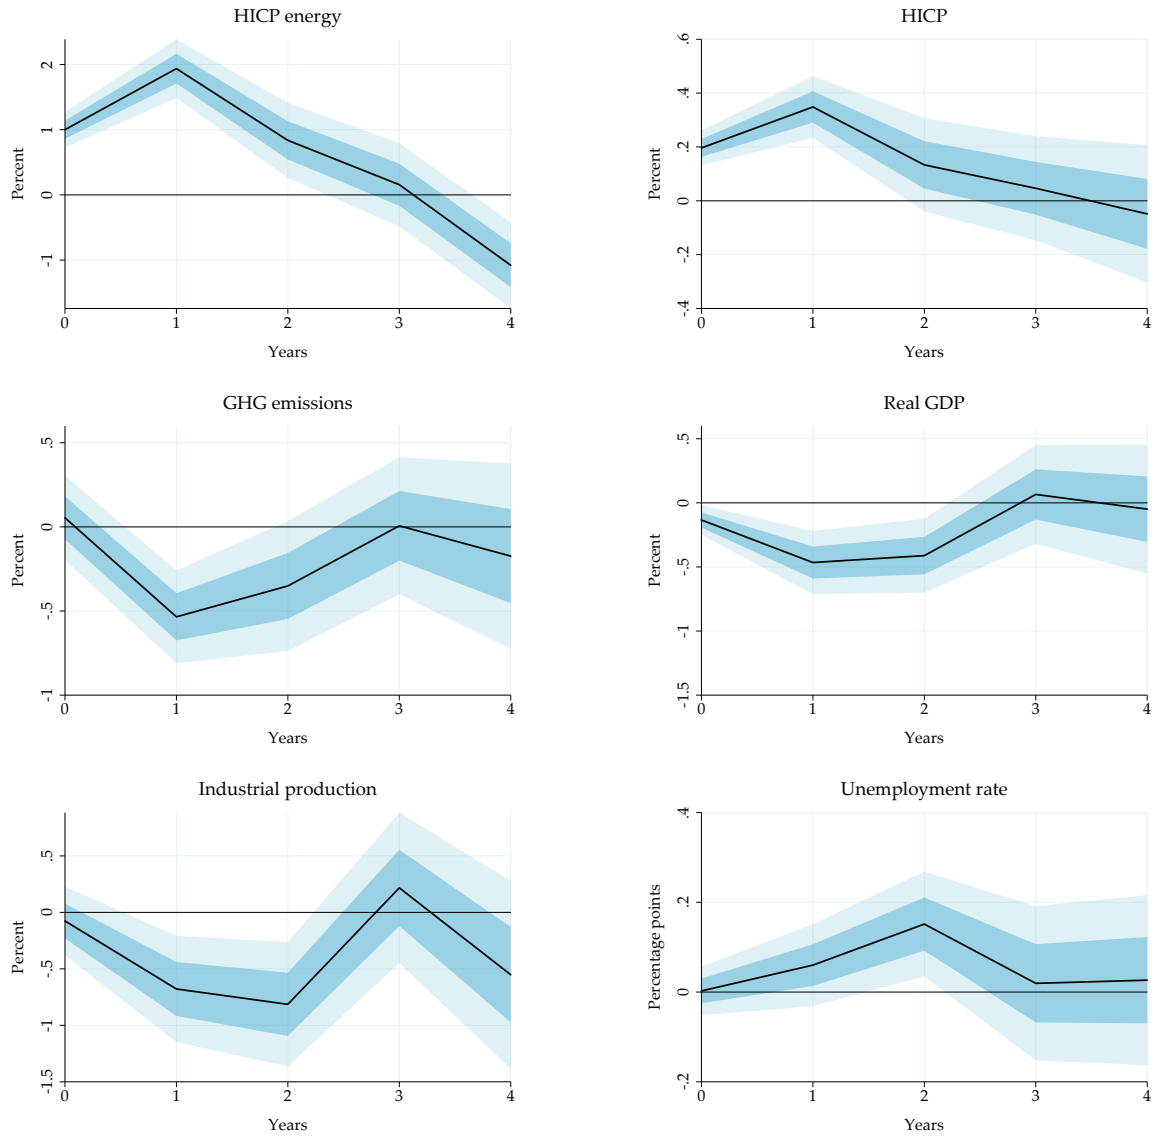 HICP energy
Percent
2
1
0
-1
0 1 2 3 4
Years
HICP
Percent
.6
.4
.2
0
-.2
-.4
0 1 2 3 4
Years
GHG emissions
Percent
.5
0
-.5
-1
0 1 2 3 4
Years
Real GDP
Percent
.5
0
-.5
-1
-1.5
0 1 2 3 4
Years
Industrial production
Percent
.5
0
-.5
-1
-1.5
0 1 2 3 4
Years
Unemployment rate
Percentage points
.4
.2
0
-.2
0 1 2 3 4
Years